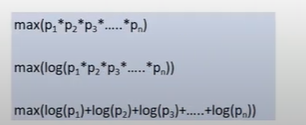 max(p₁*p₂*p₃*.....*pₙ)
max(log(p₁*p₂*p₃*.....*pₙ))
max(log(p₁)+log(p₂)+log(p₃)+.....+log(pₙ))